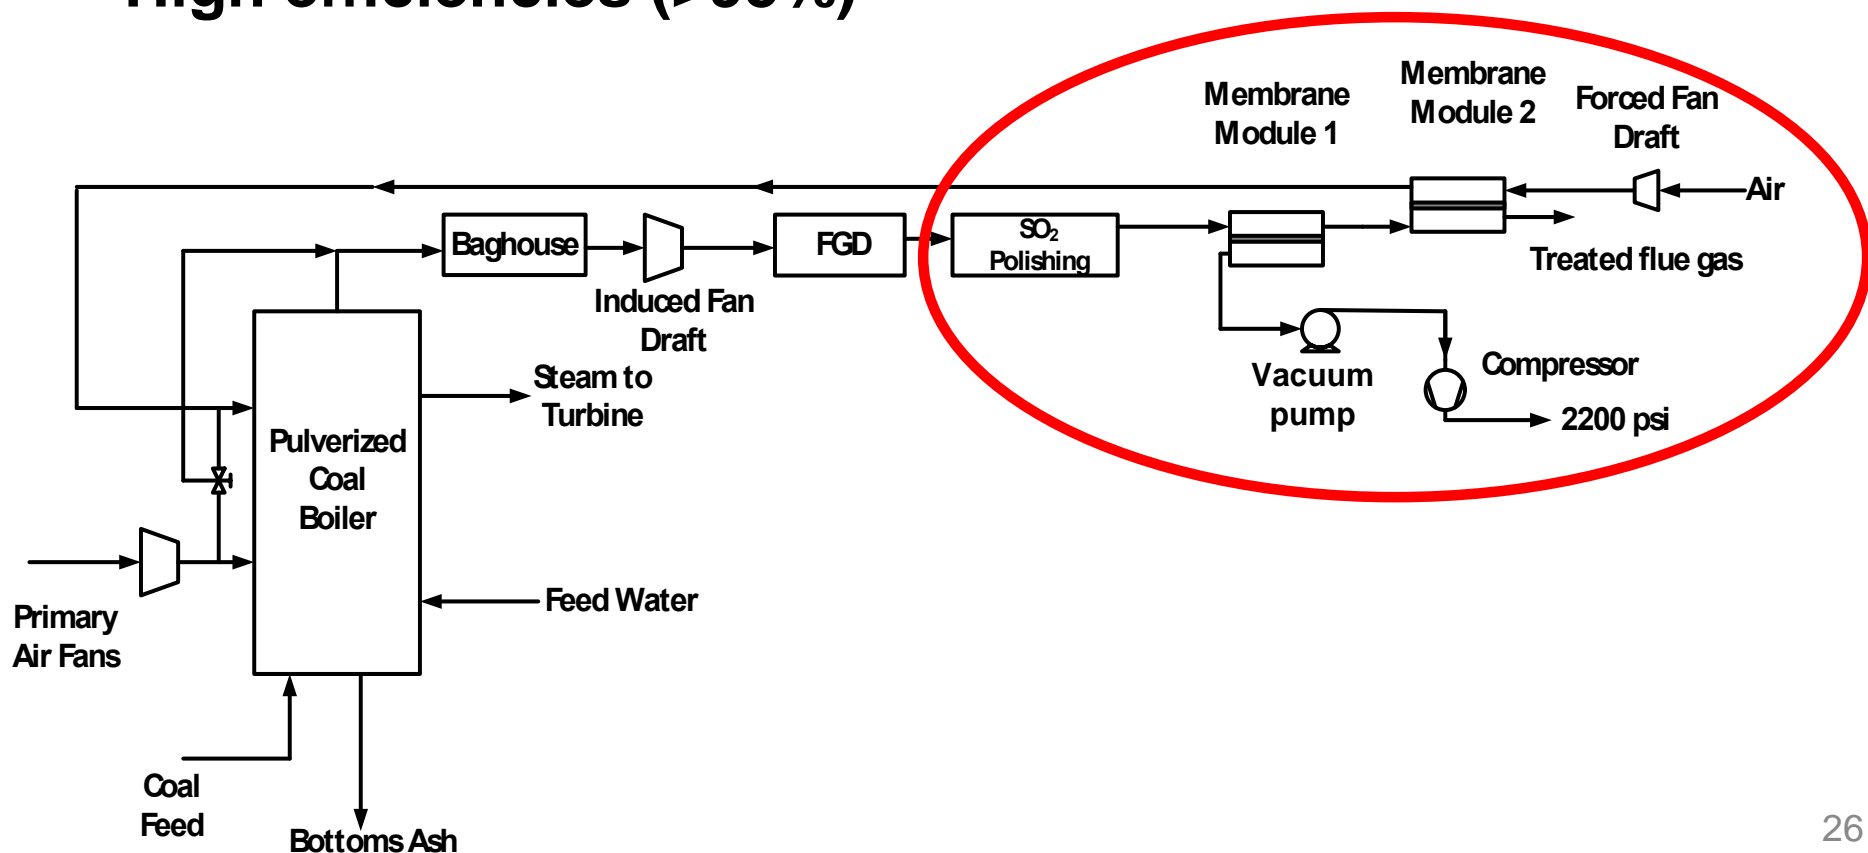 Membrane
Module 1
Membrane
Module 2
Forced Fan
Draft
Air
Baghouse
FGD
SO₂
Polishing
Treated flue gas
Induced Fan
Draft
Steam to
Turbine
Vacuum
pump
Compressor
2200 psi
Pulverized
Coal
Boiler
Primary
Air Fans
Feed Water
Coal
Feed
Bottoms Ash
26